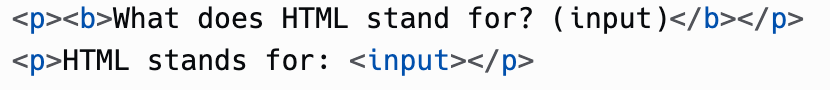 <p><b>What does HTML stand for? (input)</b></p>
<p>HTML stands for: <input></p>